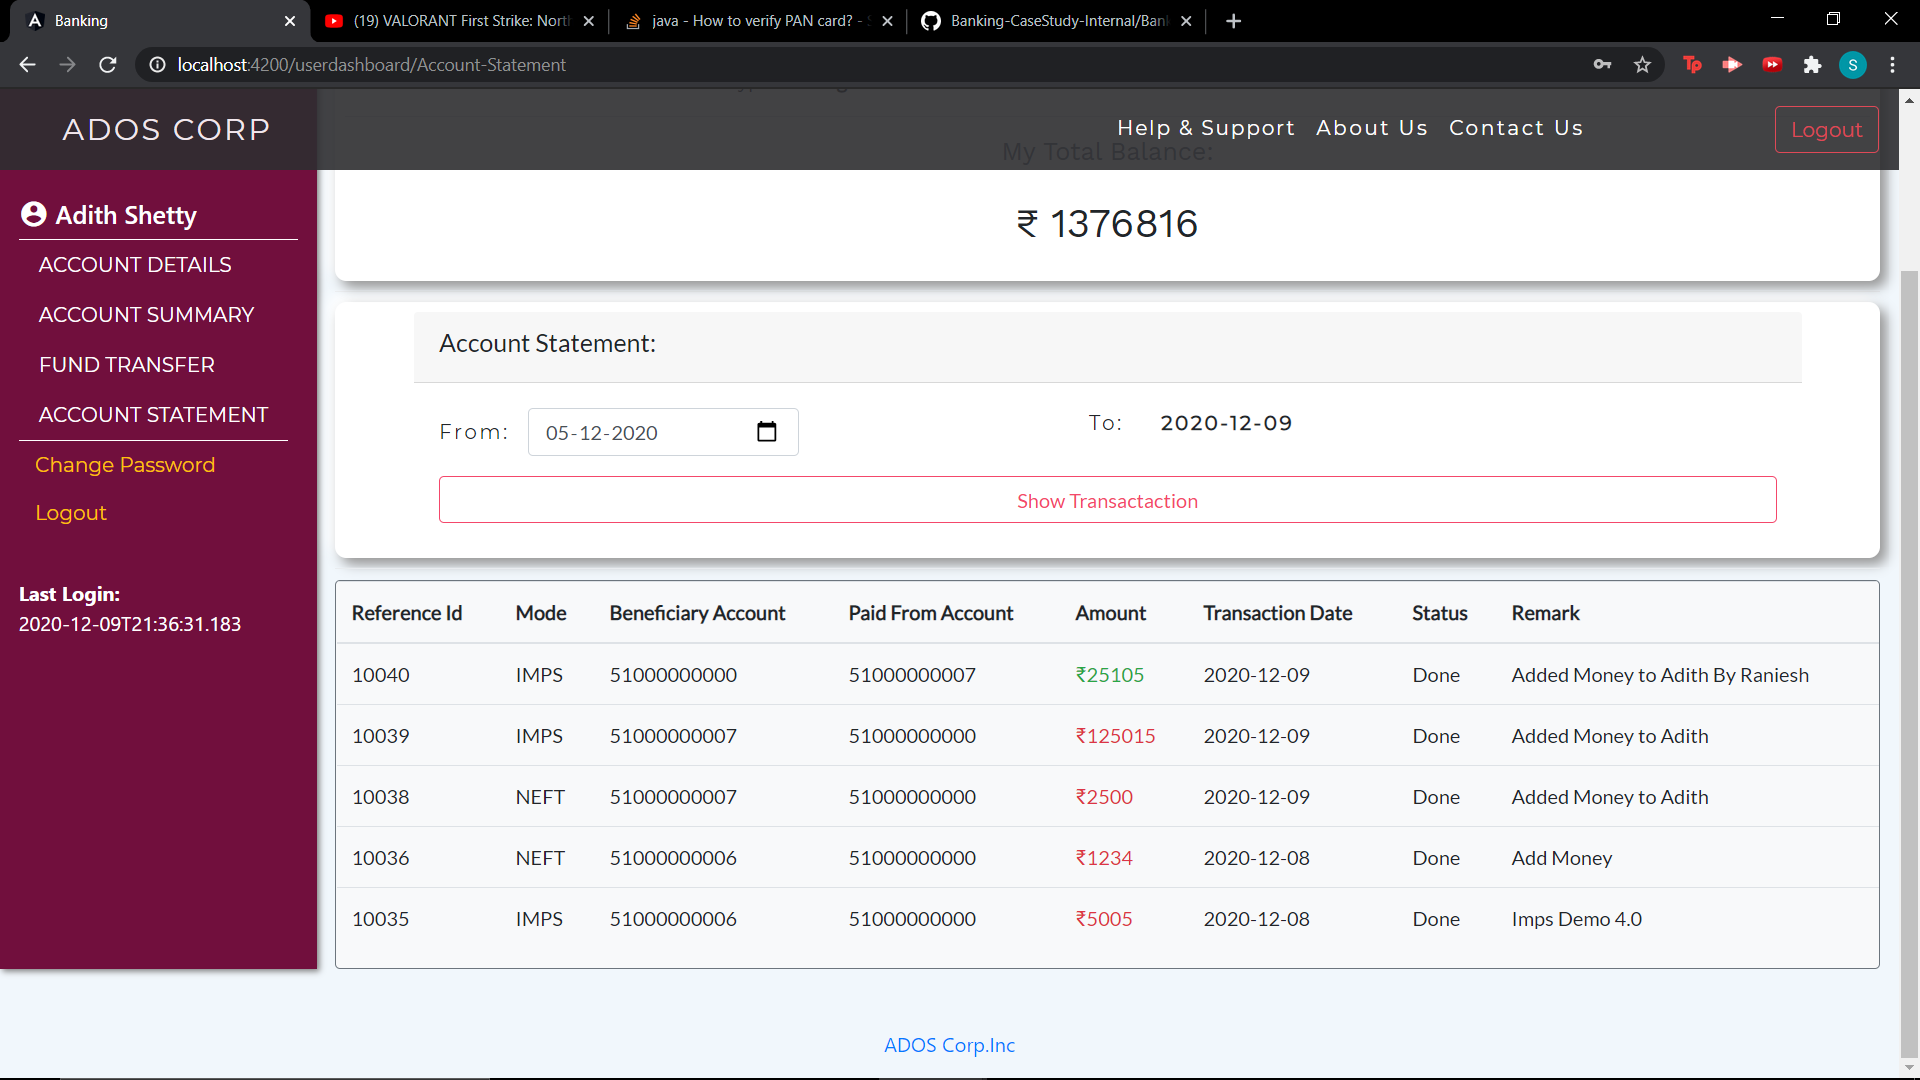 Banking
(19) VALORANT First Strike: Nort
java - How to verify PAN card? - S
Banking-CaseStudy-Internal/Bank
localhost:4200/userdashboard/Account-Statement
Tp
S
ADOS CORP
Help & Support About Us Contact Us
Logout
My Total Balance:
₹ 1376816
Adith Shetty
ACCOUNT DETAILS
ACCOUNT SUMMARY
FUND TRANSFER
ACCOUNT STATEMENT
Change Password
Logout
Last Login:
2020-12-09T21:36:31.183
Account Statement:
From: 05-12-2020 To: 2020-12-09
Show Transactaction
Reference Id Mode Beneficiary Account Paid From Account Amount Transaction Date Status Remark
10040 IMPS 51000000000 51000000007 ₹25105 2020-12-09 Done Added Money to Adith By Raniesh
10039 IMPS 51000000007 51000000000 ₹125015 2020-12-09 Done Added Money to Adith
10038 NEFT 51000000007 51000000000 ₹2500 2020-12-09 Done Added Money to Adith
10036 NEFT 51000000006 51000000000 ₹1234 2020-12-08 Done Add Money
10035 IMPS 51000000006 51000000000 ₹5005 2020-12-08 Done Imps Demo 4.0
ADOS Corp.Inc